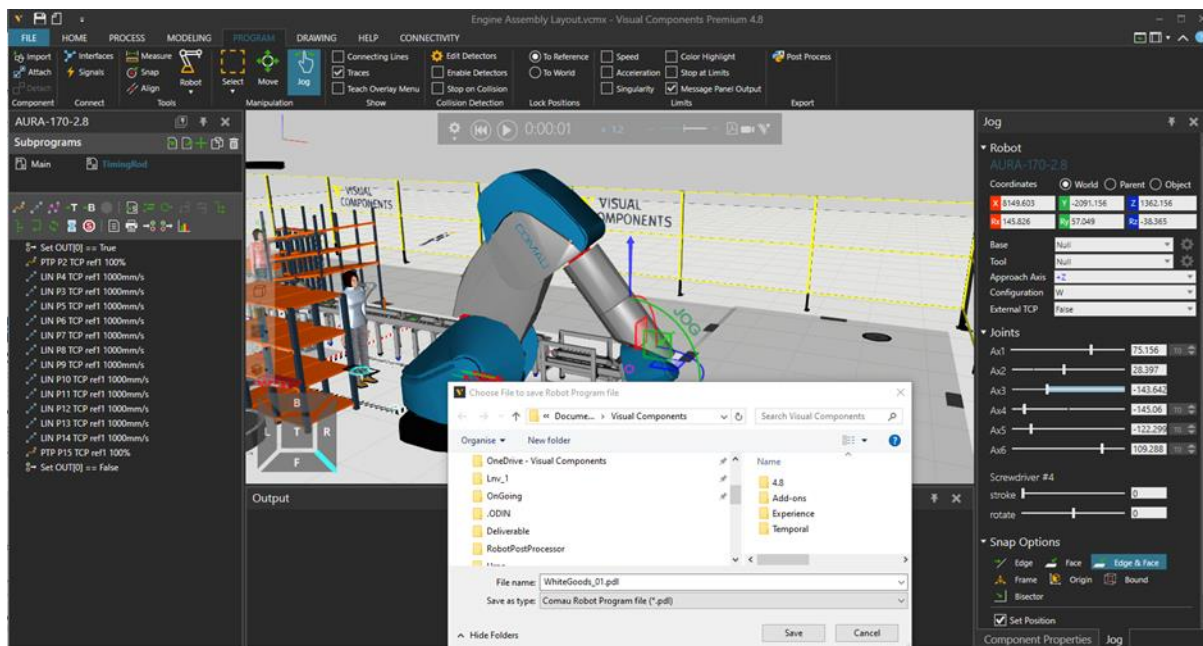 Engine Assembly Layout.vcmx - Visual Components Premium 4.8
FILE HOME PROCESS MODELING PROGRAM DRAWING HELP CONNECTIVITY
Import Interfaces Measure Connecting Lines Edit Detectors To Reference Speed Color Highlight Post Process
Attach Signals Snap Robot Select Move Jog Traces Enable Detectors To World Acceleration Stop at Limits
Detach Align Teach Overlay Menu Stop on Collision Singularity Message Panel Output
Component Connect Tools Manipulation Show Collision Detection Lock Positions Limits Export
AURA-170-2.8
Subprograms
Main TimingRod
Set OUT[0] == True
PTP P2 TCP ref1 100%
LIN P4 TCP ref1 1000mm/s
LIN P3 TCP ref1 1000mm/s
LIN P5 TCP ref1 1000mm/s
LIN P6 TCP ref1 1000mm/s
LIN P7 TCP ref1 1000mm/s
LIN P8 TCP ref1 1000mm/s
LIN P9 TCP ref1 1000mm/s
LIN P10 TCP ref1 1000mm/s
LIN P11 TCP ref1 1000mm/s
LIN P12 TCP ref1 1000mm/s
LIN P13 TCP ref1 1000mm/s
LIN P14 TCP ref1 1000mm/s
PTP P15 TCP ref1 100%
Set OUT[0] == False
0:00:01 x 1.2
VISUAL
COMPONENTS
VISUAL
COMPONENTS
COMAU
JOG
B
L T R
F
Output
Choose File to save Robot Program file
« Docume... › Visual Components
Search Visual Components
Organise New folder
OneDrive - Visual Components
Lnv_1
OnGoing
.ODIN
Deliverable
RobotPostProcessor
Name
4.8
Add-ons
Experience
Temporal
File name: WhiteGoods_01.pdl
Save as type: Comau Robot Program file (*.pdl)
Hide Folders
Save Cancel
Jog
Robot
AURA-170-2.8
Coordinates World Parent Object
X 8149.603 Y -2091.156 Z 1362.156
Rx 145.826 Ry 57.049 Rz -38.365
Base Null
Tool Null
Approach Axis +Z
Configuration W
External TCP False
Joints
Ax1 75.156
Ax2 28.397
Ax3 -143.642
Ax4 -145.06
Ax5 -122.299
Ax6 109.288
Screwdriver #4
stroke 0
rotate 0
Snap Options
Edge Face Edge & Face
Frame Origin Bound
Bisector
Set Position
Component Properties Jog